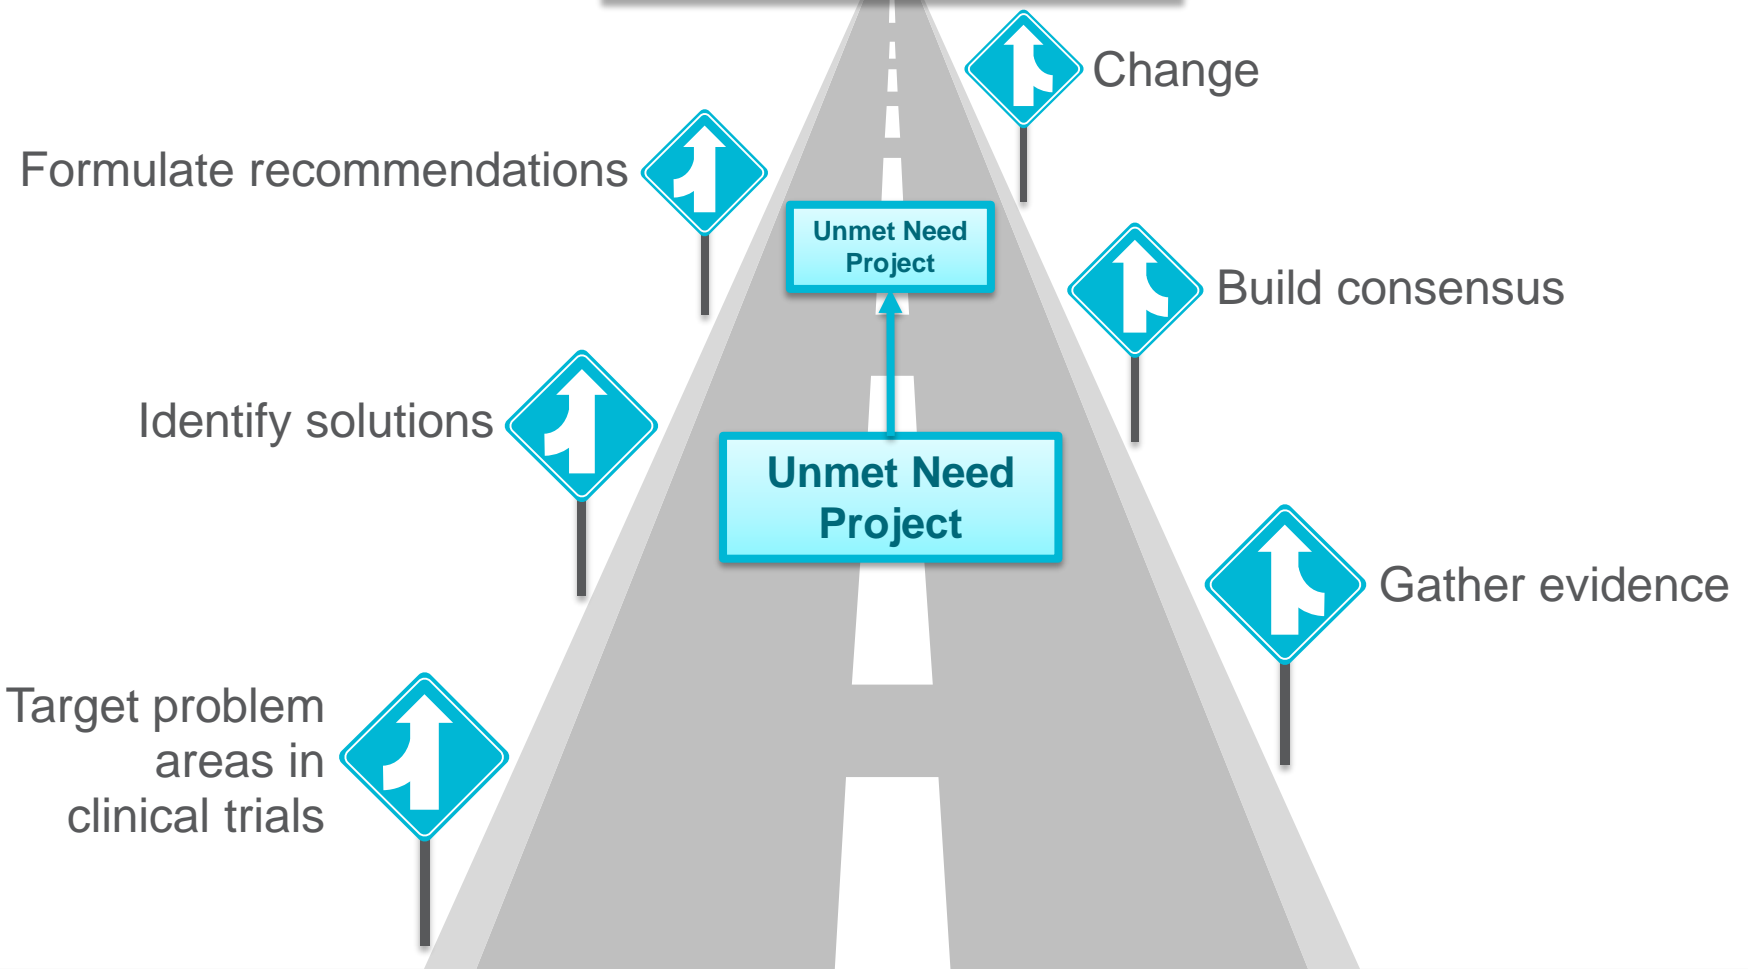 Change
Formulate recommendations
Unmet Need
Project
Build consensus
Identify solutions
Unmet Need
Project
Gather evidence
Target problem
areas in
clinical trials